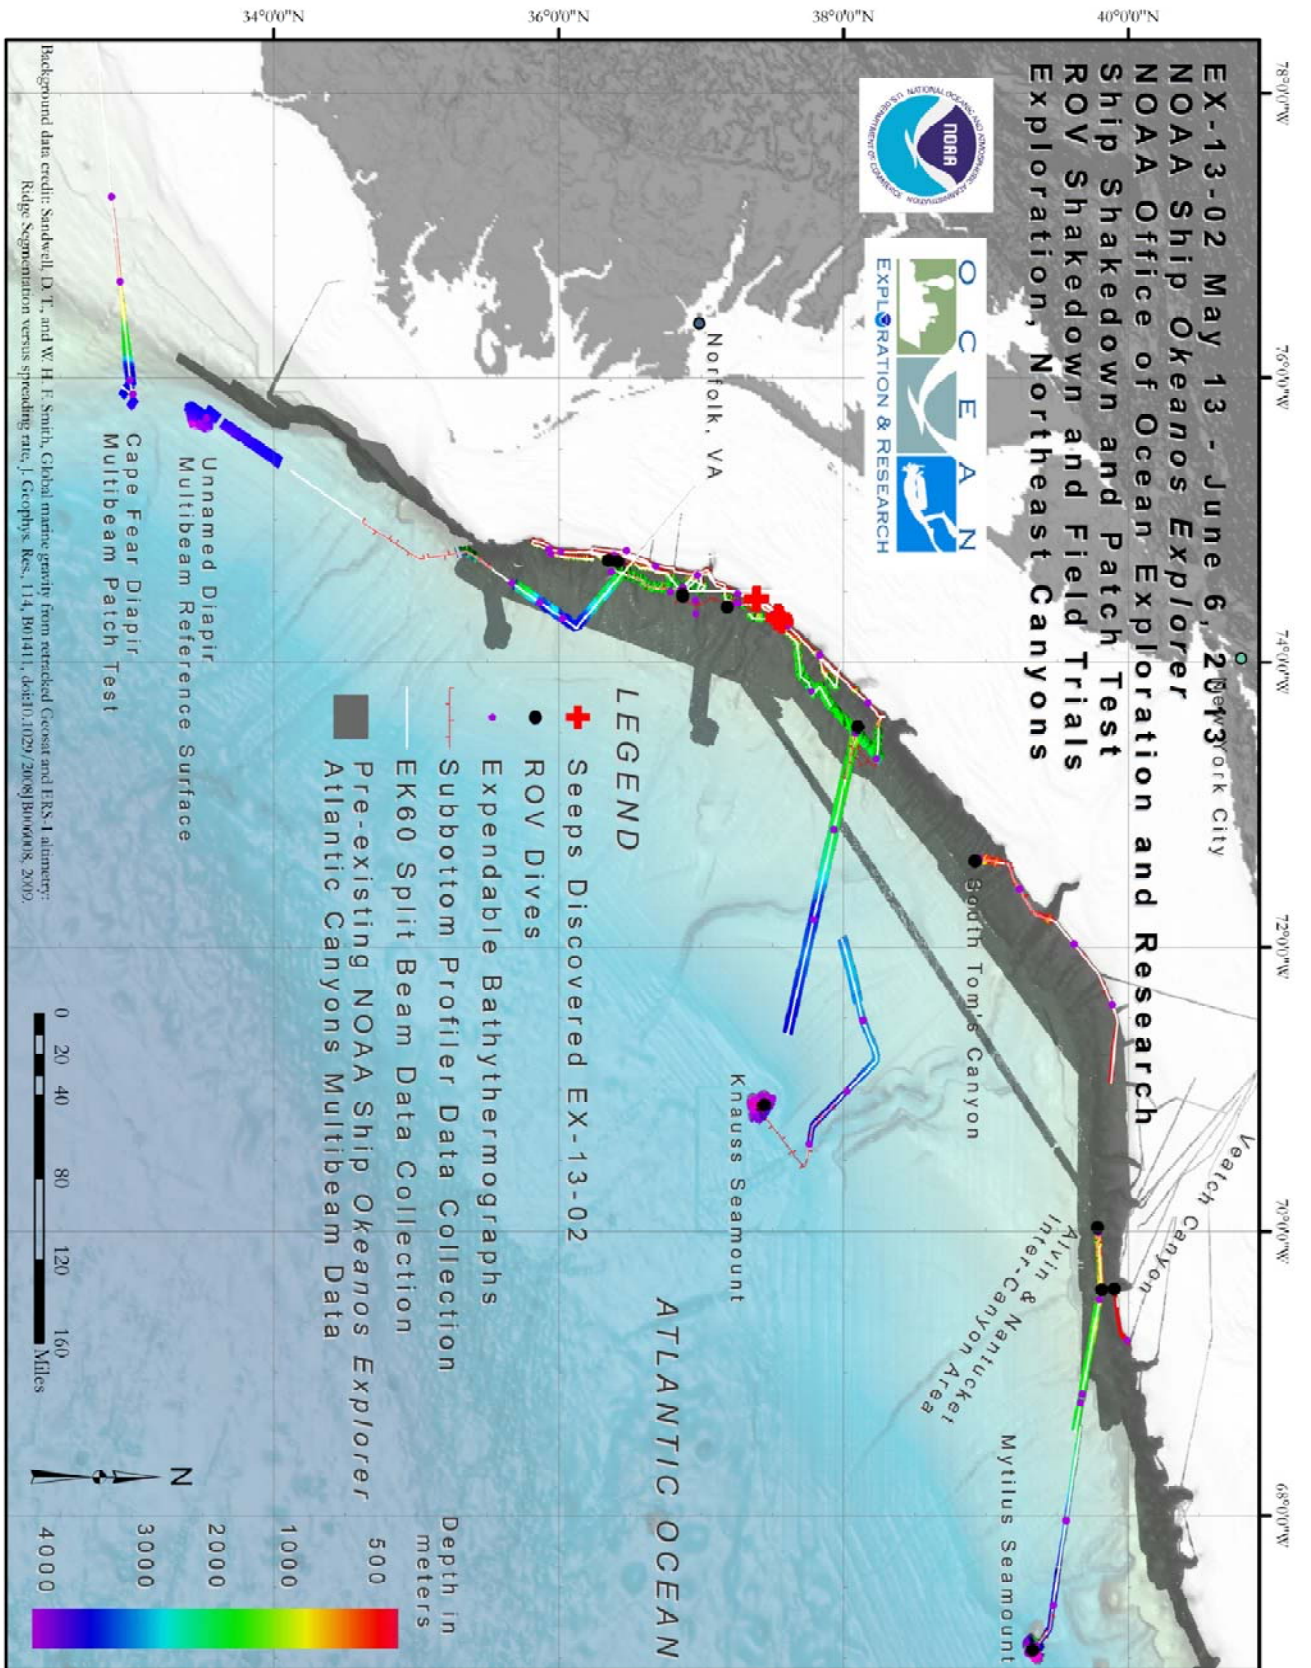 EX-13-02 May 13 - June 6, 2013
NOAA Ship Okeanos Explorer
NOAA Office of Ocean Exploration and Research
Ship Shakedown and Patch Test
ROV Shakedown and Field Trials
Exploration, Northeast Canyons
NATIONAL OCEANIC AND ATMOSPHERIC ADMINISTRATION
U.S. DEPARTMENT OF COMMERCE
NOAA
OCEAN
EXPLORATION & RESEARCH
New York City
Norfolk, VA
Veatch Canyon
South Tom's Canyon
Alvin & Nantucket
Inter-Canyon Area
Mytilus Seamount
Knauss Seamount
ATLANTIC OCEAN
Unnamed Diapir
Multibeam Reference Surface
Cape Fear Diapir
Multibeam Patch Test
LEGEND
Seeps Discovered EX-13-02
ROV Dives
Expendable Bathythermographs
Subbottom Profiler Data Collection
EK60 Split Beam Data Collection
Pre-existing NOAA Ship Okeanos Explorer
Atlantic Canyons Multibeam Data
Depth in
meters
500
1000
2000
3000
4000
N
0 20 40 80 120 160
Miles
78°0'0"W
76°0'0"W
74°0'0"W
72°0'0"W
70°0'0"W
68°0'0"W
40°0'0"N
38°0'0"N
36°0'0"N
34°0'0"N
Background data credit: Sandwell, D. T., and W. H. F. Smith, Global marine gravity from retracked Geosat and ERS-1 altimetry:
Ridge Segmentation versus spreading rate, J. Geophys. Res., 114, B01411, doi:10.1029/2008JB006008, 2009.